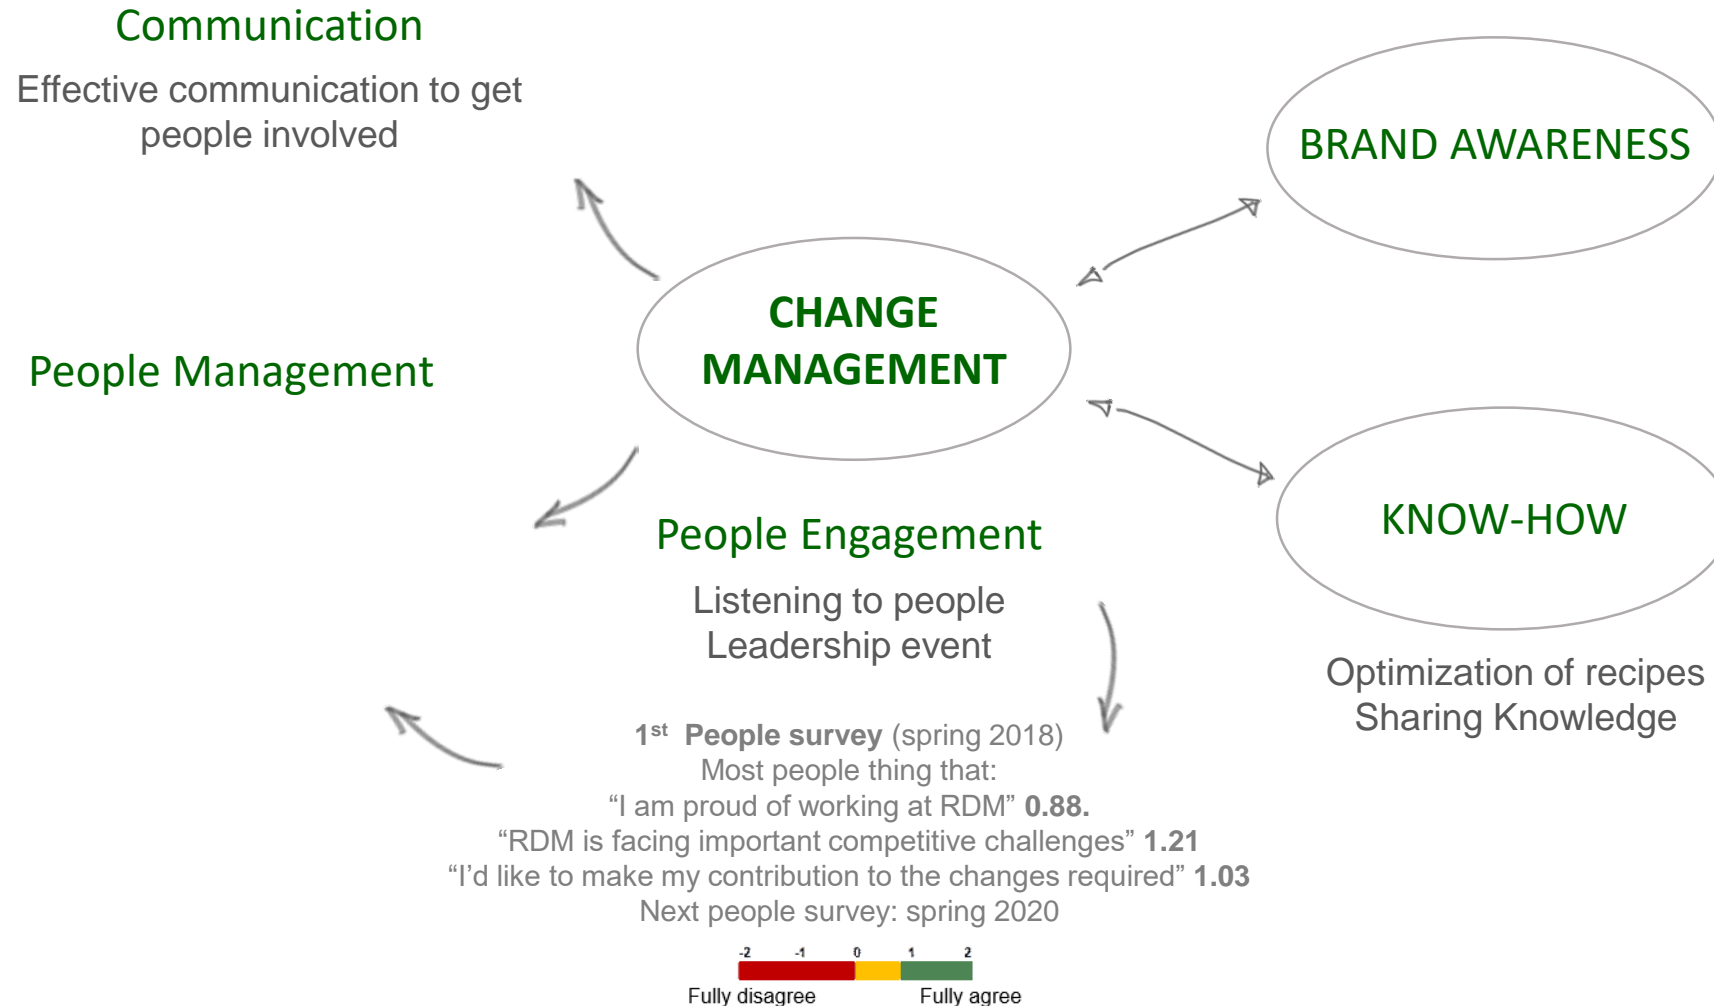 Communication
Effective communication to get
people involved
BRAND AWARENESS
CHANGE
MANAGEMENT
People Management
People Engagement
Listening to people
Leadership event
KNOW-HOW
Optimization of recipes
Sharing Knowledge
1st People survey (spring 2018)
Most people thing that:
“I am proud of working at RDM” 0.88.
“RDM is facing important competitive challenges” 1.21
“I’d like to make my contribution to the changes required” 1.03
Next people survey: spring 2020
-2 -1 0 1 2
Fully disagree Fully agree